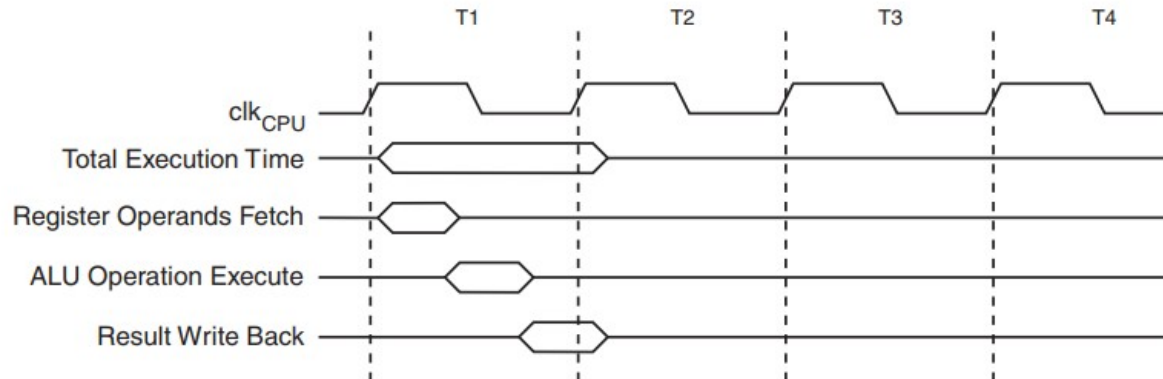 T1 T2 T3 T4
clkCPU
Total Execution Time
Register Operands Fetch
ALU Operation Execute
Result Write Back